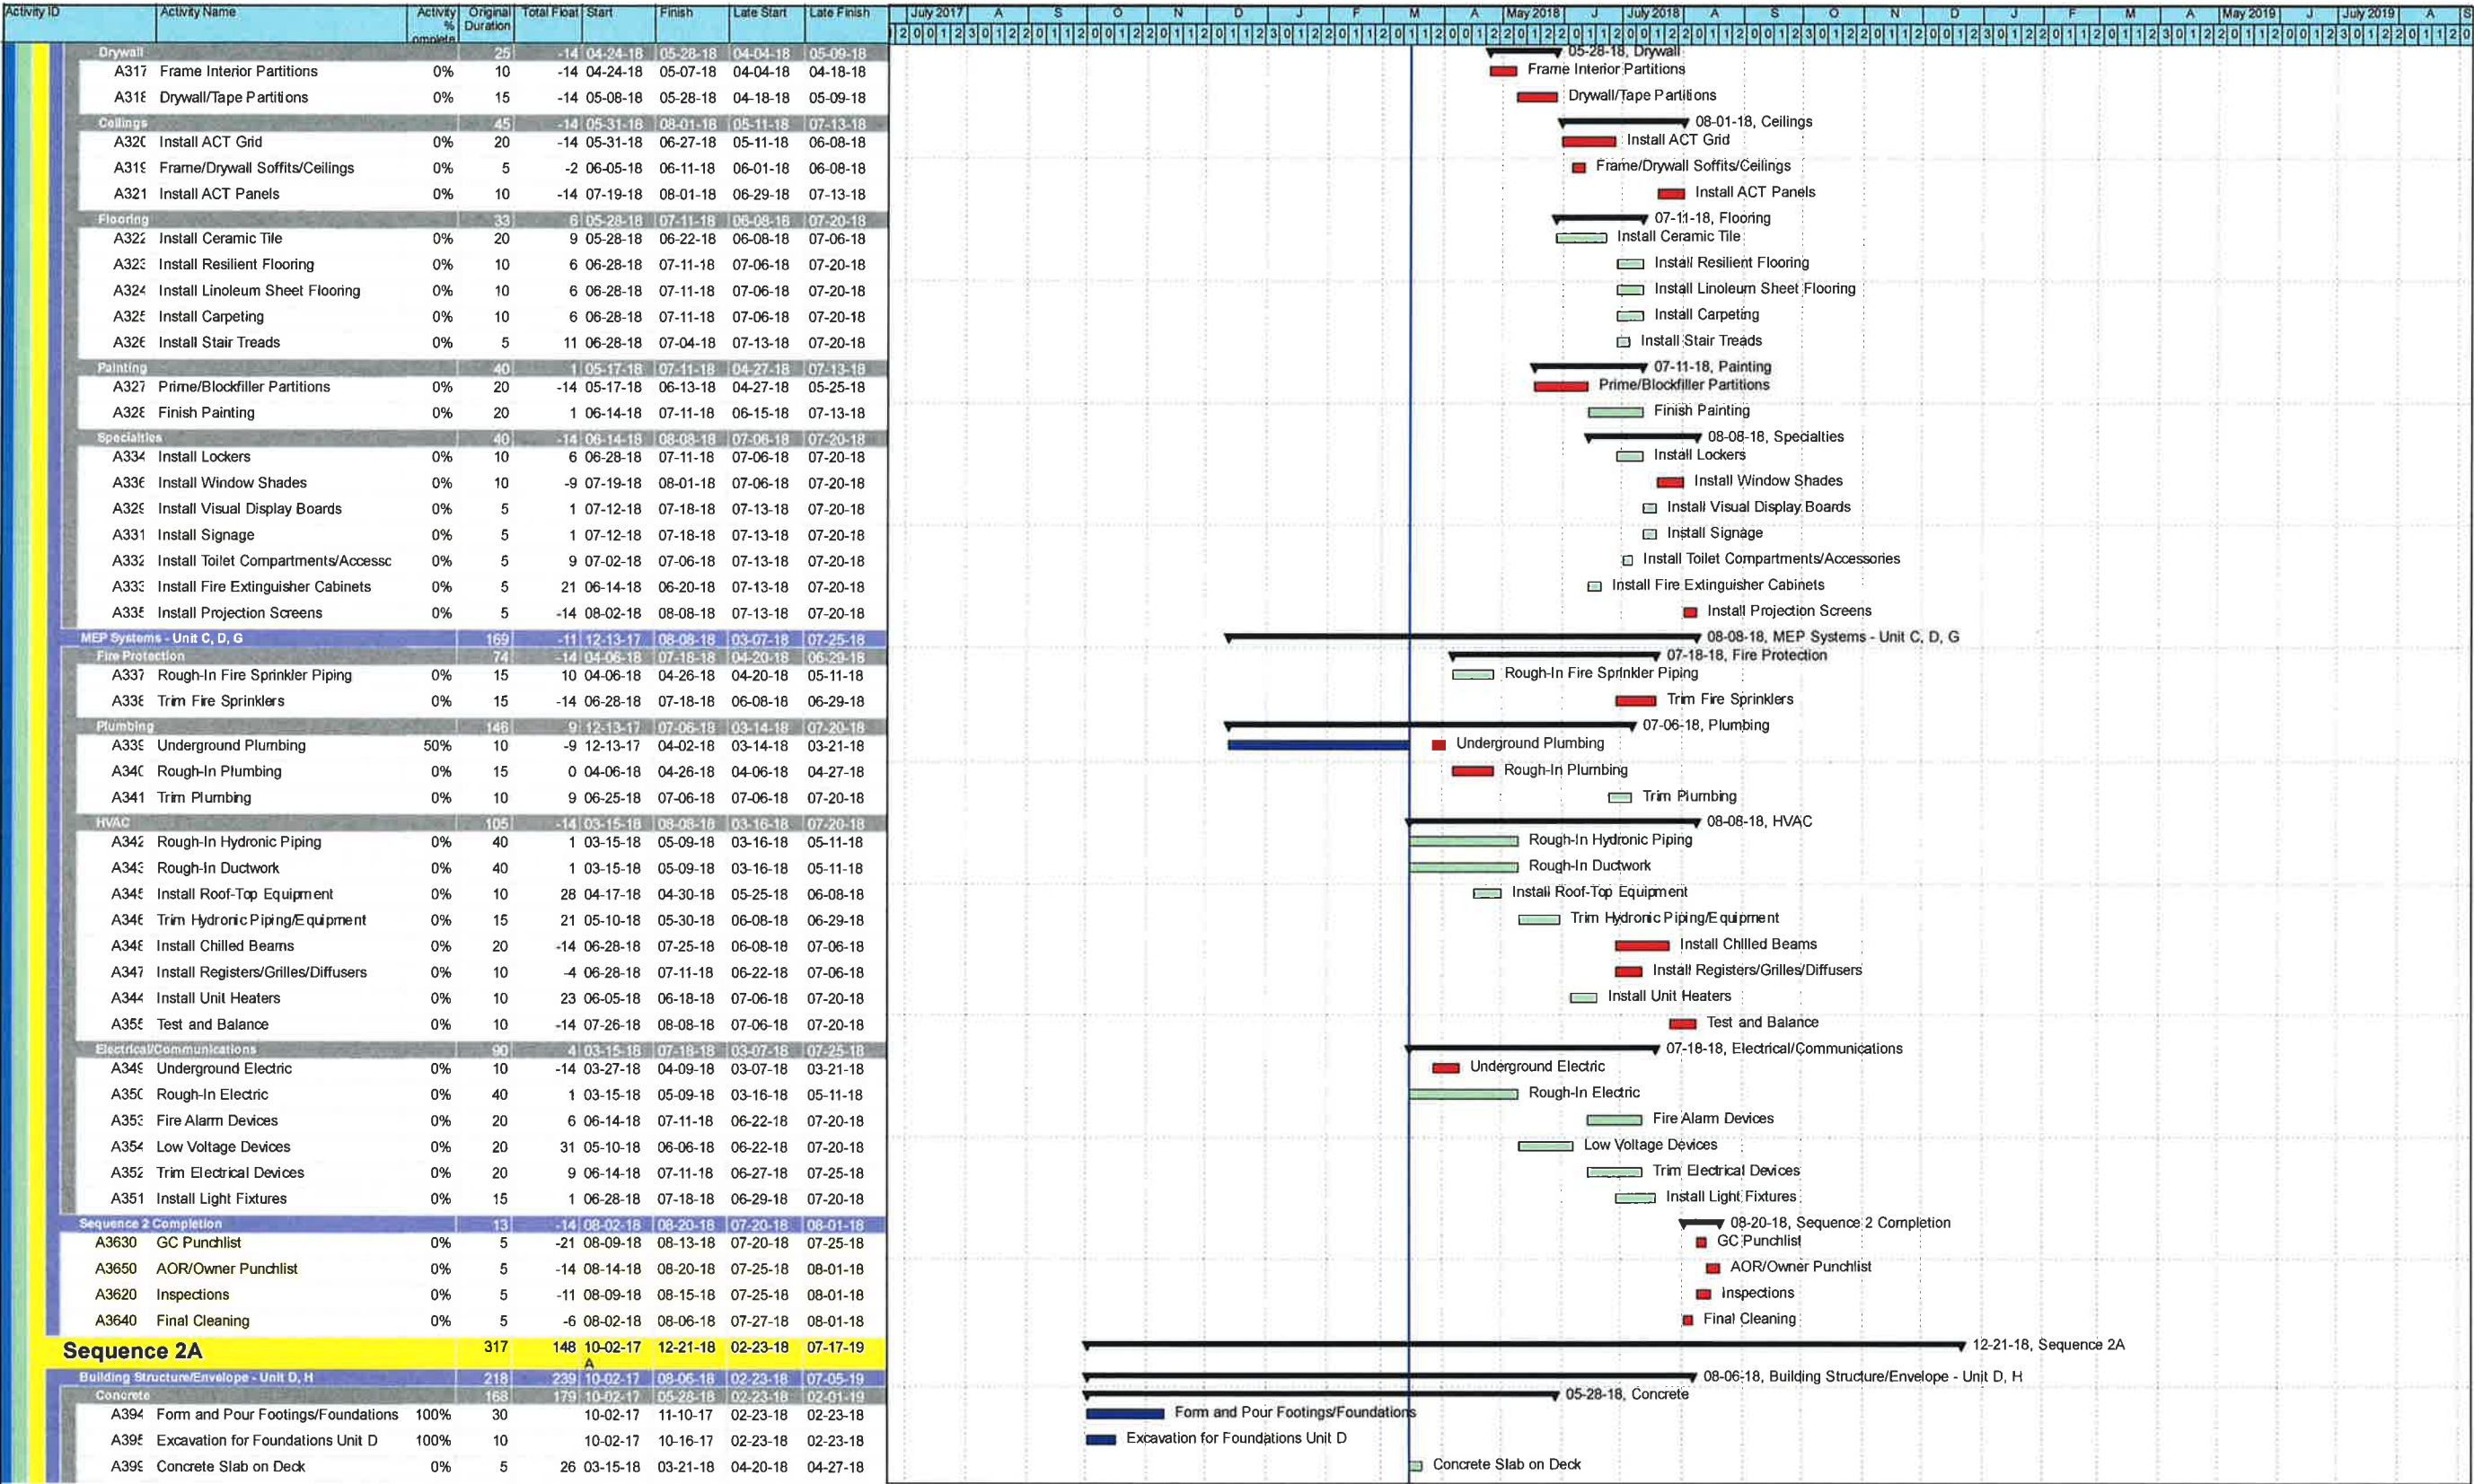 Activity ID Activity Name Activity % omplete Original Duration Total Float Start Finish Late Start Late Finish July 2017 A S O N D J F M A May 2018 J July 2018 A S O N D J F M A May 2019 J July 2019 A S
Drywall 25 -14 04-24-18 05-28-18 04-04-18 05-09-18 05-28-18, Drywall
A317 Frame Interior Partitions 0% 10 -14 04-24-18 05-07-18 04-04-18 04-18-18 Frame Interior Partitions
A318 Drywall/Tape Partitions 0% 15 -14 05-08-18 05-28-18 04-18-18 05-09-18 Drywall/Tape Partitions
Ceilings 45 -14 05-31-18 08-01-18 05-11-18 07-13-18 08-01-18, Ceilings
A320 Install ACT Grid 0% 20 -14 05-31-18 06-27-18 05-11-18 06-08-18 Install ACT Grid
A319 Frame/Drywall Soffits/Ceilings 0% 5 -2 06-05-18 06-11-18 06-01-18 06-08-18 Frame/Drywall Soffits/Ceilings
A321 Install ACT Panels 0% 10 -14 07-19-18 08-01-18 06-29-18 07-13-18 Install ACT Panels
Flooring 33 6 05-28-18 07-11-18 06-08-18 07-20-18 07-11-18, Flooring
A322 Install Ceramic Tile 0% 20 9 05-28-18 06-22-18 06-08-18 07-06-18 Install Ceramic Tile
A323 Install Resilient Flooring 0% 10 6 06-28-18 07-11-18 07-06-18 07-20-18 Install Resilient Flooring
A324 Install Linoleum Sheet Flooring 0% 10 6 06-28-18 07-11-18 07-06-18 07-20-18 Install Linoleum Sheet Flooring
A325 Install Carpeting 0% 10 6 06-28-18 07-11-18 07-06-18 07-20-18 Install Carpeting
A326 Install Stair Treads 0% 5 11 06-28-18 07-04-18 07-13-18 07-20-18 Install Stair Treads
Painting 40 1 05-17-18 07-11-18 04-27-18 07-13-18 07-11-18, Painting
A327 Prime/Blockfiller Partitions 0% 20 -14 05-17-18 06-13-18 04-27-18 05-25-18 Prime/Blockfiller Partitions
A328 Finish Painting 0% 20 1 06-14-18 07-11-18 06-15-18 07-13-18 Finish Painting
Specialties 40 -14 06-14-18 08-08-18 07-06-18 07-20-18 08-08-18, Specialties
A334 Install Lockers 0% 10 6 06-28-18 07-11-18 07-06-18 07-20-18 Install Lockers
A336 Install Window Shades 0% 10 -9 07-19-18 08-01-18 07-06-18 07-20-18 Install Window Shades
A329 Install Visual Display Boards 0% 5 1 07-12-18 07-18-18 07-13-18 07-20-18 Install Visual Display Boards
A331 Install Signage 0% 5 1 07-12-18 07-18-18 07-13-18 07-20-18 Install Signage
A332 Install Toilet Compartments/Accessc 0% 5 9 07-02-18 07-06-18 07-13-18 07-20-18 Install Toilet Compartments/Accessories
A333 Install Fire Extinguisher Cabinets 0% 5 21 06-14-18 06-20-18 07-13-18 07-20-18 Install Fire Extinguisher Cabinets
A335 Install Projection Screens 0% 5 -14 08-02-18 08-08-18 07-13-18 07-20-18 Install Projection Screens
MEP Systems - Unit C, D, G 169 -11 12-13-17 08-08-18 03-07-18 07-25-18 08-08-18, MEP Systems - Unit C, D, G
Fire Protection 74 -14 04-06-18 07-18-18 04-20-18 06-29-18 07-18-18, Fire Protection
A337 Rough-In Fire Sprinkler Piping 0% 15 10 04-06-18 04-26-18 04-20-18 05-11-18 Rough-In Fire Sprinkler Piping
A338 Trim Fire Sprinklers 0% 15 -14 06-28-18 07-18-18 06-08-18 06-29-18 Trim Fire Sprinklers
Plumbing 146 9 12-13-17 07-06-18 03-14-18 07-20-18 07-06-18, Plumbing
A339 Underground Plumbing 50% 10 -9 12-13-17 04-02-18 03-14-18 03-21-18 Underground Plumbing
A340 Rough-In Plumbing 0% 15 0 04-06-18 04-26-18 04-06-18 04-27-18 Rough-In Plumbing
A341 Trim Plumbing 0% 10 9 06-25-18 07-06-18 07-06-18 07-20-18 Trim Plumbing
HVAC 105 -14 03-15-18 08-08-18 03-16-18 07-20-18 08-08-18, HVAC
A342 Rough-In Hydronic Piping 0% 40 1 03-15-18 05-09-18 03-16-18 05-11-18 Rough-In Hydronic Piping
A343 Rough-In Ductwork 0% 40 1 03-15-18 05-09-18 03-16-18 05-11-18 Rough-In Ductwork
A345 Install Roof-Top Equipment 0% 10 28 04-17-18 04-30-18 05-25-18 06-08-18 Install Roof-Top Equipment
A346 Trim Hydronic Piping/Equipment 0% 15 21 05-10-18 05-30-18 06-08-18 06-29-18 Trim Hydronic Piping/Equipment
A348 Install Chilled Beams 0% 20 -14 06-28-18 07-25-18 06-08-18 07-06-18 Install Chilled Beams
A347 Install Registers/Grilles/Diffusers 0% 10 -4 06-28-18 07-11-18 06-22-18 07-06-18 Install Registers/Grilles/Diffusers
A344 Install Unit Heaters 0% 10 23 06-05-18 06-18-18 07-06-18 07-20-18 Install Unit Heaters
A355 Test and Balance 0% 10 -14 07-26-18 08-08-18 07-06-18 07-20-18 Test and Balance
Electrical/Communications 90 4 03-15-18 07-18-18 03-07-18 07-25-18 07-18-18, Electrical/Communications
A349 Underground Electric 0% 10 -14 03-27-18 04-09-18 03-07-18 03-21-18 Underground Electric
A350 Rough-In Electric 0% 40 1 03-15-18 05-09-18 03-16-18 05-11-18 Rough-In Electric
A353 Fire Alarm Devices 0% 20 6 06-14-18 07-11-18 06-22-18 07-20-18 Fire Alarm Devices
A354 Low Voltage Devices 0% 20 31 05-10-18 06-06-18 06-22-18 07-20-18 Low Voltage Devices
A352 Trim Electrical Devices 0% 20 9 06-14-18 07-11-18 06-27-18 07-25-18 Trim Electrical Devices
A351 Install Light Fixtures 0% 15 1 06-28-18 07-18-18 06-29-18 07-20-18 Install Light Fixtures
Sequence 2 Completion 13 -14 08-02-18 08-20-18 07-20-18 08-01-18 08-20-18, Sequence 2 Completion
A3630 GC Punchlist 0% 5 -21 08-09-18 08-13-18 07-20-18 07-25-18 GC Punchlist
A3650 AOR/Owner Punchlist 0% 5 -14 08-14-18 08-20-18 07-25-18 08-01-18 AOR/Owner Punchlist
A3620 Inspections 0% 5 -11 08-09-18 08-15-18 07-25-18 08-01-18 Inspections
A3640 Final Cleaning 0% 5 -6 08-02-18 08-06-18 07-27-18 08-01-18 Final Cleaning
Sequence 2A 317 148 10-02-17 A 12-21-18 02-23-18 07-17-19 12-21-18, Sequence 2A
Building Structure/Envelope - Unit D, H 218 239 10-02-17 08-06-18 02-23-18 07-05-19 08-06-18, Building Structure/Envelope - Unit D, H
Concrete 168 179 10-02-17 05-28-18 02-23-18 02-01-19 05-28-18, Concrete
A394 Form and Pour Footings/Foundations 100% 30 10-02-17 11-10-17 02-23-18 02-23-18 Form and Pour Footings/Foundations
A395 Excavation for Foundations Unit D 100% 10 10-02-17 10-16-17 02-23-18 02-23-18 Excavation for Foundations Unit D
A399 Concrete Slab on Deck 0% 5 26 03-15-18 03-21-18 04-20-18 04-27-18 Concrete Slab on Deck